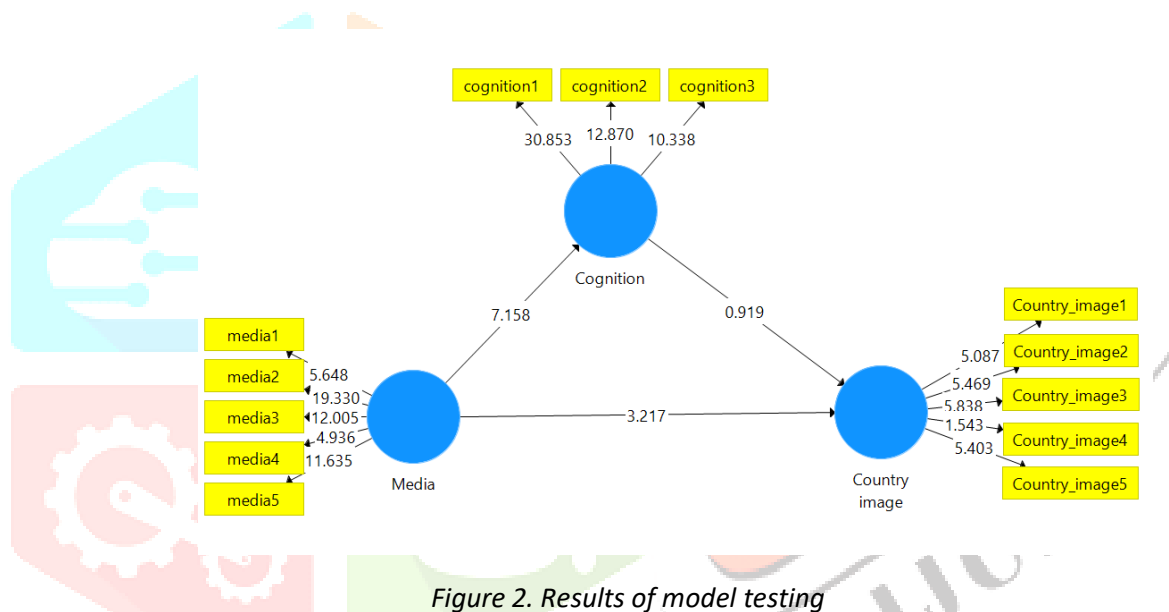 cognition1
cognition2
cognition3
30.853
12.870
10.338
Cognition
7.158
0.919
media1
media2
media3
media4
media5
5.648
19.330
12.005
4.936
11.635
Media
3.217
Country
image
Country_image1
Country_image2
Country_image3
Country_image4
Country_image5
5.087
5.469
5.838
1.543
5.403
Figure 2. Results of model testing